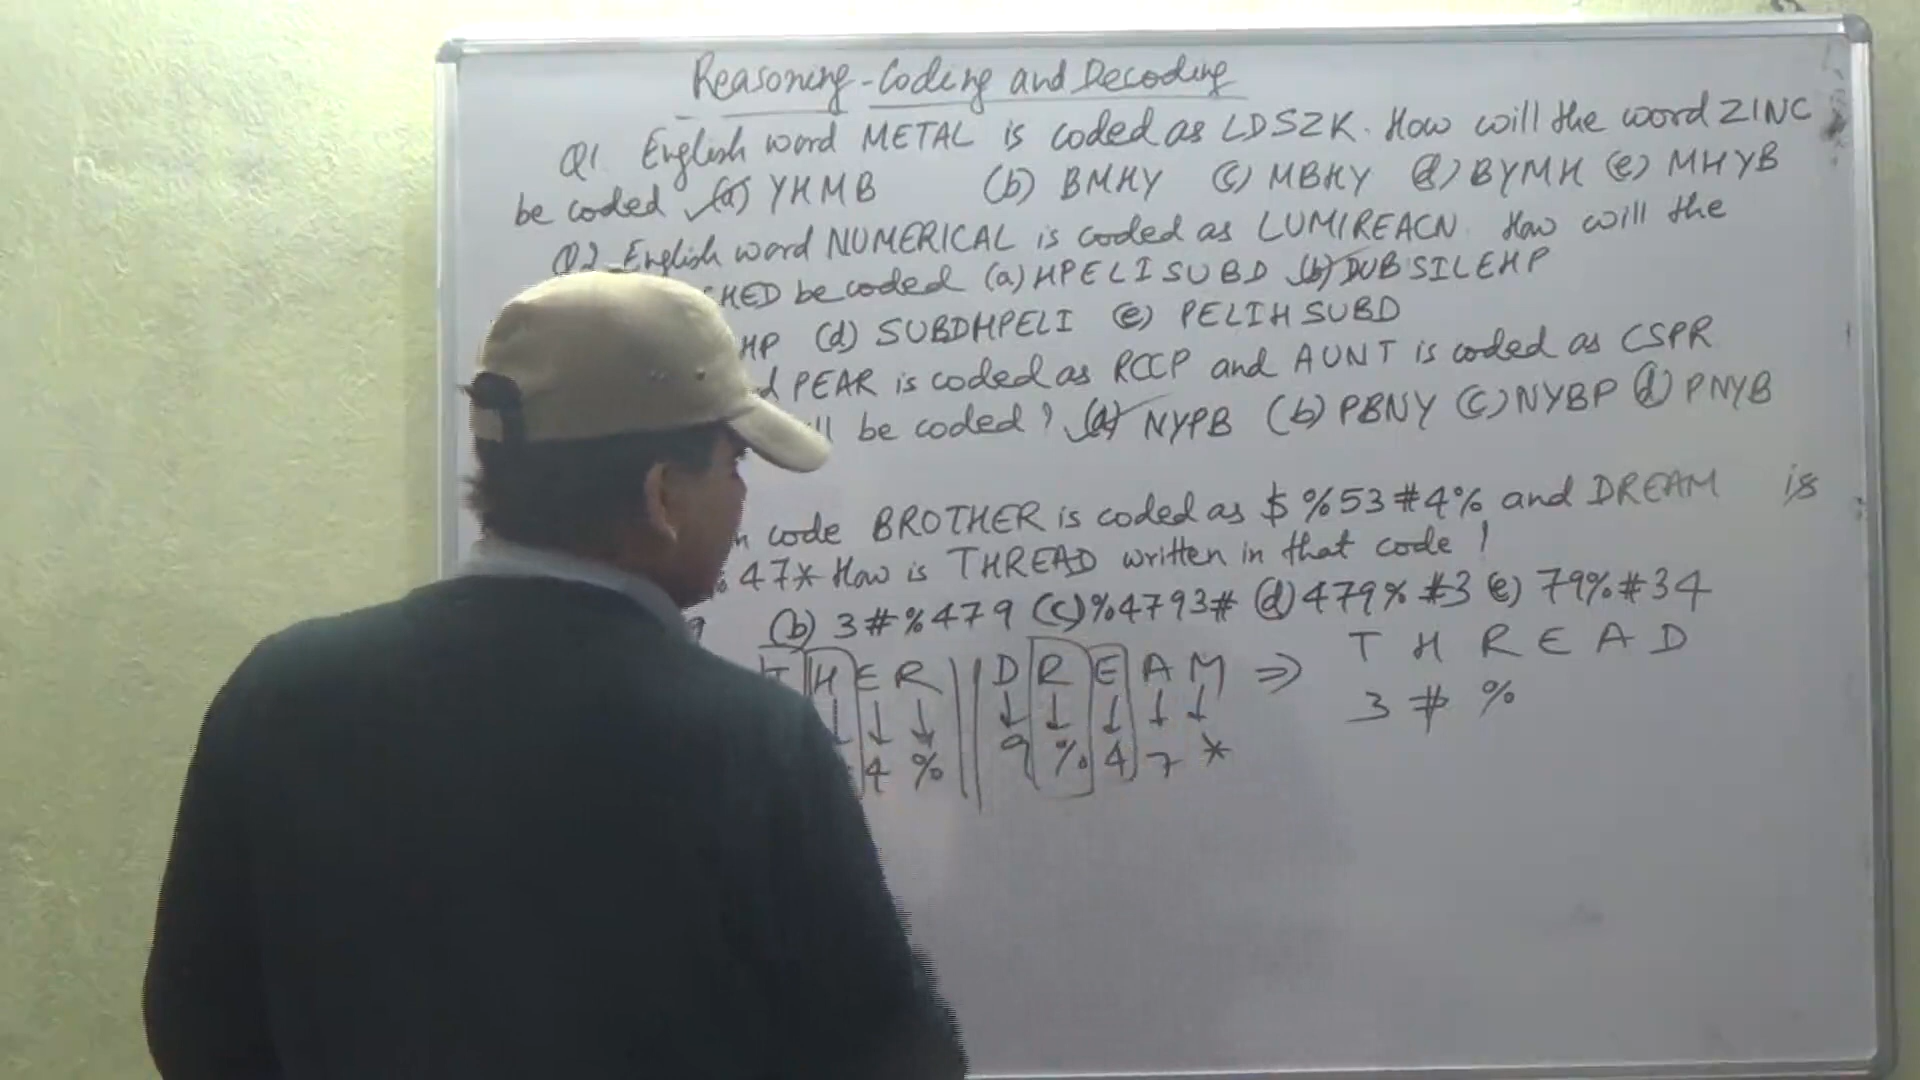 Reasoning-Coding and Decoding
Q1. English word METAL is coded as LDSZK. How will the word ZINC
be coded (a) YHMB (b) BMHY (c) MBHY (d) BYMH (e) MHYB
Q2 English word NUMERICAL is coded as LUMIREACN. How will the
HED be coded (a) HPELISUBD (b) DUBSILEHP
HP (d) SUBDHPELI (e) PELIHSUBD
d PEAR is coded as RCCP and AUNT is coded as CSPR
ll be coded? (a) NYPB (b) PBNY (c) NYBP (d) PNYB
n code BROTHER is coded as $%53#4% and DREAM is
% 47* How is THREAD written in that code?
9 (b) 3#%479 (c) %4793# (d) 479%#3 (e) 79%#34
T H E R || D R E A M ⇒ T H R E A D
↓ ↓ ↓ ↓ ↓ ↓ ↓ ↓ 3 # %
4 % 9 % 4 7 *